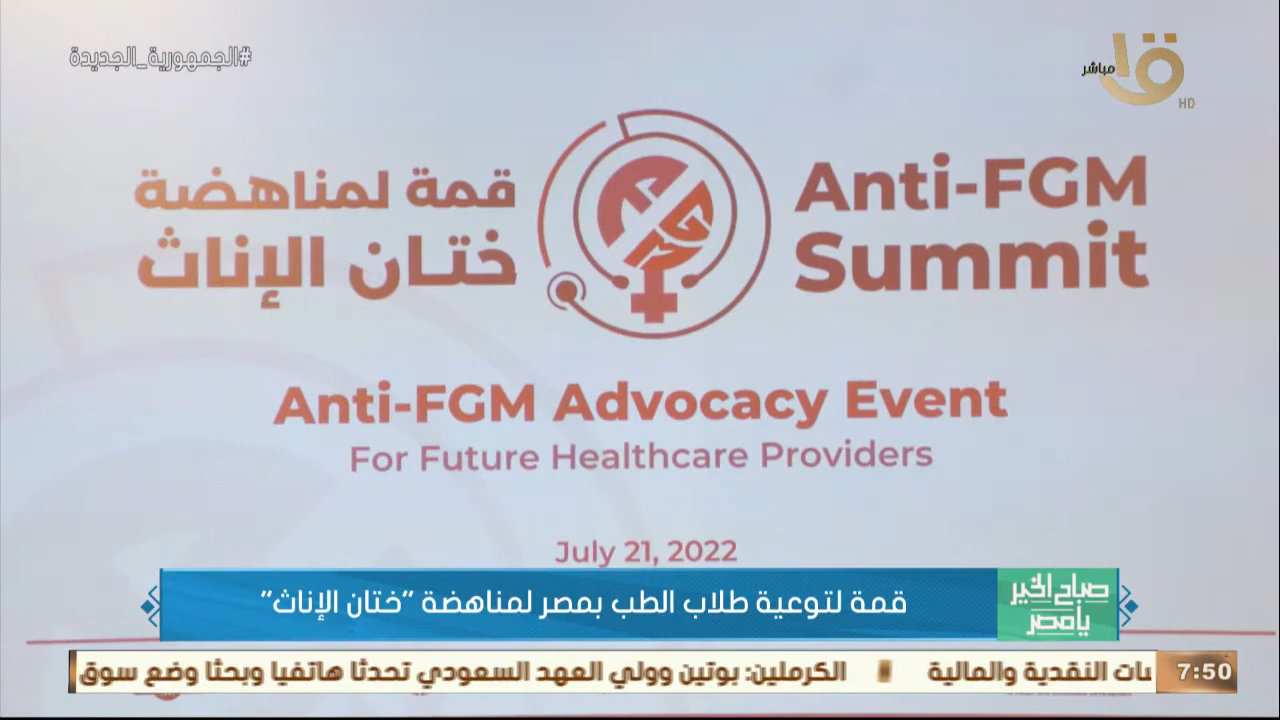 #الجمهورية_الجديدة
مباشر
HD
قمة لمناهضة
ختان الإناث
Anti-FGM
Summit
Anti-FGM Advocacy Event
For Future Healthcare Providers
July 21, 2022
صباح الخير
يا مصر
قمة لتوعية طلاب الطب بمصر لمناهضة "ختان الإناث"
7:50
النقدية والمالية ▪ الكرملين: بوتين وولي العهد السعودي تحدثا هاتفيا وبحثا وضع سوق